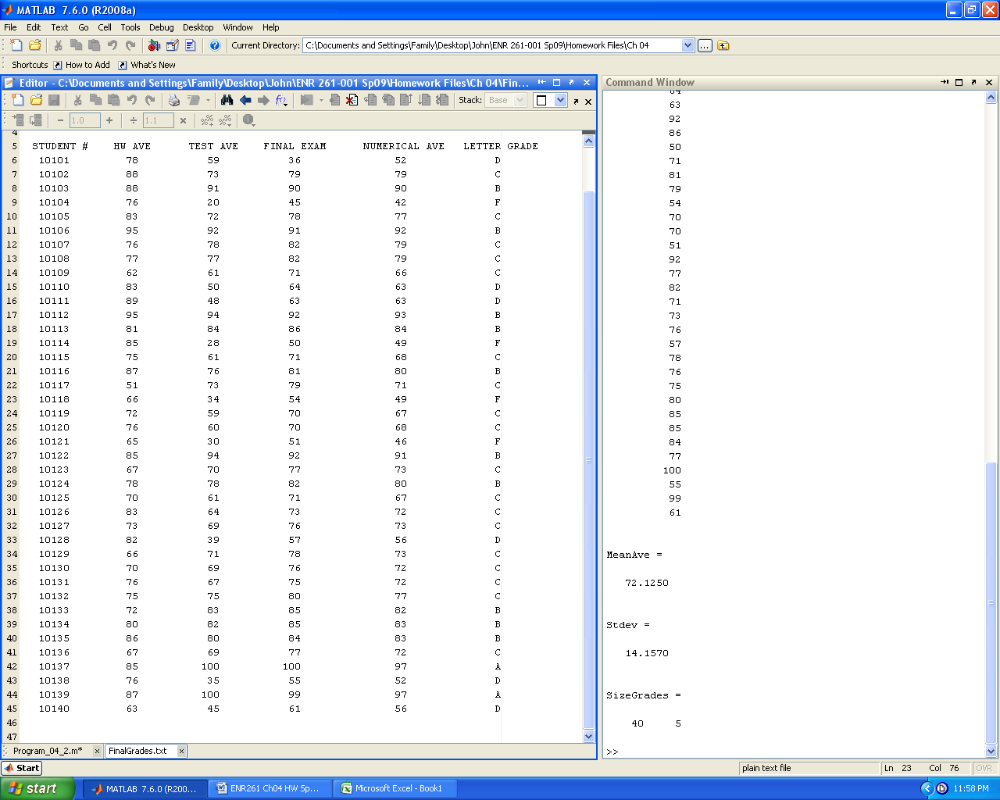 MATLAB 7.6.0 (R2008a)
File Edit Text Go Cell Tools Debug Desktop Window Help
Current Directory: C:\Documents and Settings\Family\Desktop\John\ENR 261-001 Sp09\Homework Files\Ch 04
Shortcuts How to Add What's New
Editor - C:\Documents and Settings\Family\Desktop\John\ENR 261-001 Sp09\Homework Files\Ch 04\Fin...
Stack: Base
1.0 1.1
4
5 STUDENT # HW AVE TEST AVE FINAL EXAM NUMERICAL AVE LETTER GRADE
6 10101 78 59 36 52 D
7 10102 88 73 79 79 C
8 10103 88 91 90 90 B
9 10104 76 20 45 42 F
10 10105 83 72 78 77 C
11 10106 95 92 91 92 B
12 10107 76 78 82 79 C
13 10108 77 77 82 79 C
14 10109 62 61 71 66 C
15 10110 83 50 64 63 D
16 10111 89 48 63 63 D
17 10112 95 94 92 93 B
18 10113 81 84 86 84 B
19 10114 85 28 50 49 F
20 10115 75 61 71 68 C
21 10116 87 76 81 80 B
22 10117 51 73 79 71 C
23 10118 66 34 54 49 F
24 10119 72 59 70 67 C
25 10120 76 60 70 68 C
26 10121 65 30 51 46 F
27 10122 85 94 92 91 B
28 10123 67 70 77 73 C
29 10124 78 78 82 80 B
30 10125 70 61 71 67 C
31 10126 83 64 73 72 C
32 10127 73 69 76 73 C
33 10128 82 39 57 56 D
34 10129 66 71 78 73 C
35 10130 70 69 76 72 C
36 10131 76 67 75 72 C
37 10132 75 75 80 77 C
38 10133 72 83 85 82 B
39 10134 80 82 85 83 B
40 10135 86 80 84 83 B
41 10136 67 69 77 72 C
42 10137 85 100 100 97 A
43 10138 76 35 55 52 D
44 10139 87 100 99 97 A
45 10140 63 45 61 56 D
46
47
Program_04_2.m* FinalGrades.txt
Command Window
64
63
92
86
50
71
81
79
54
70
70
51
92
77
82
71
73
76
57
78
76
75
80
85
85
84
77
100
55
99
61
MeanAve =
72.1250
Stdev =
14.1570
SizeGrades =
40 5
>>
Start plain text file Ln 23 Col 76 OVR
start MATLAB 7.6.0 (R200... ENR261 Ch04 HW Sp... Microsoft Excel - Book1 11:58 PM